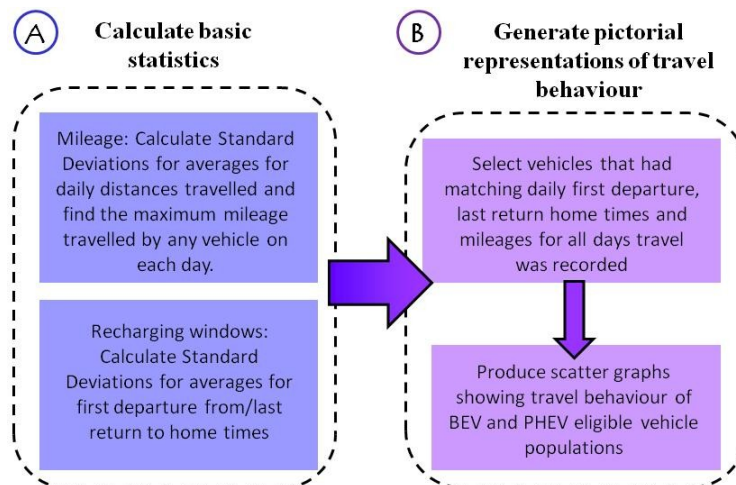 A
Calculate basic
statistics
Mileage: Calculate Standard
Deviations for averages for
daily distances travelled and
find the maximum mileage
travelled by any vehicle on
each day.
Recharging windows:
Calculate Standard
Deviations for averages for
first departure from/last
return to home times
B
Generate pictorial
representations of travel
behaviour
Select vehicles that had
matching daily first departure,
last return home times and
mileages for all days travel
was recorded
Produce scatter graphs
showing travel behaviour of
BEV and PHEV eligible vehicle
populations